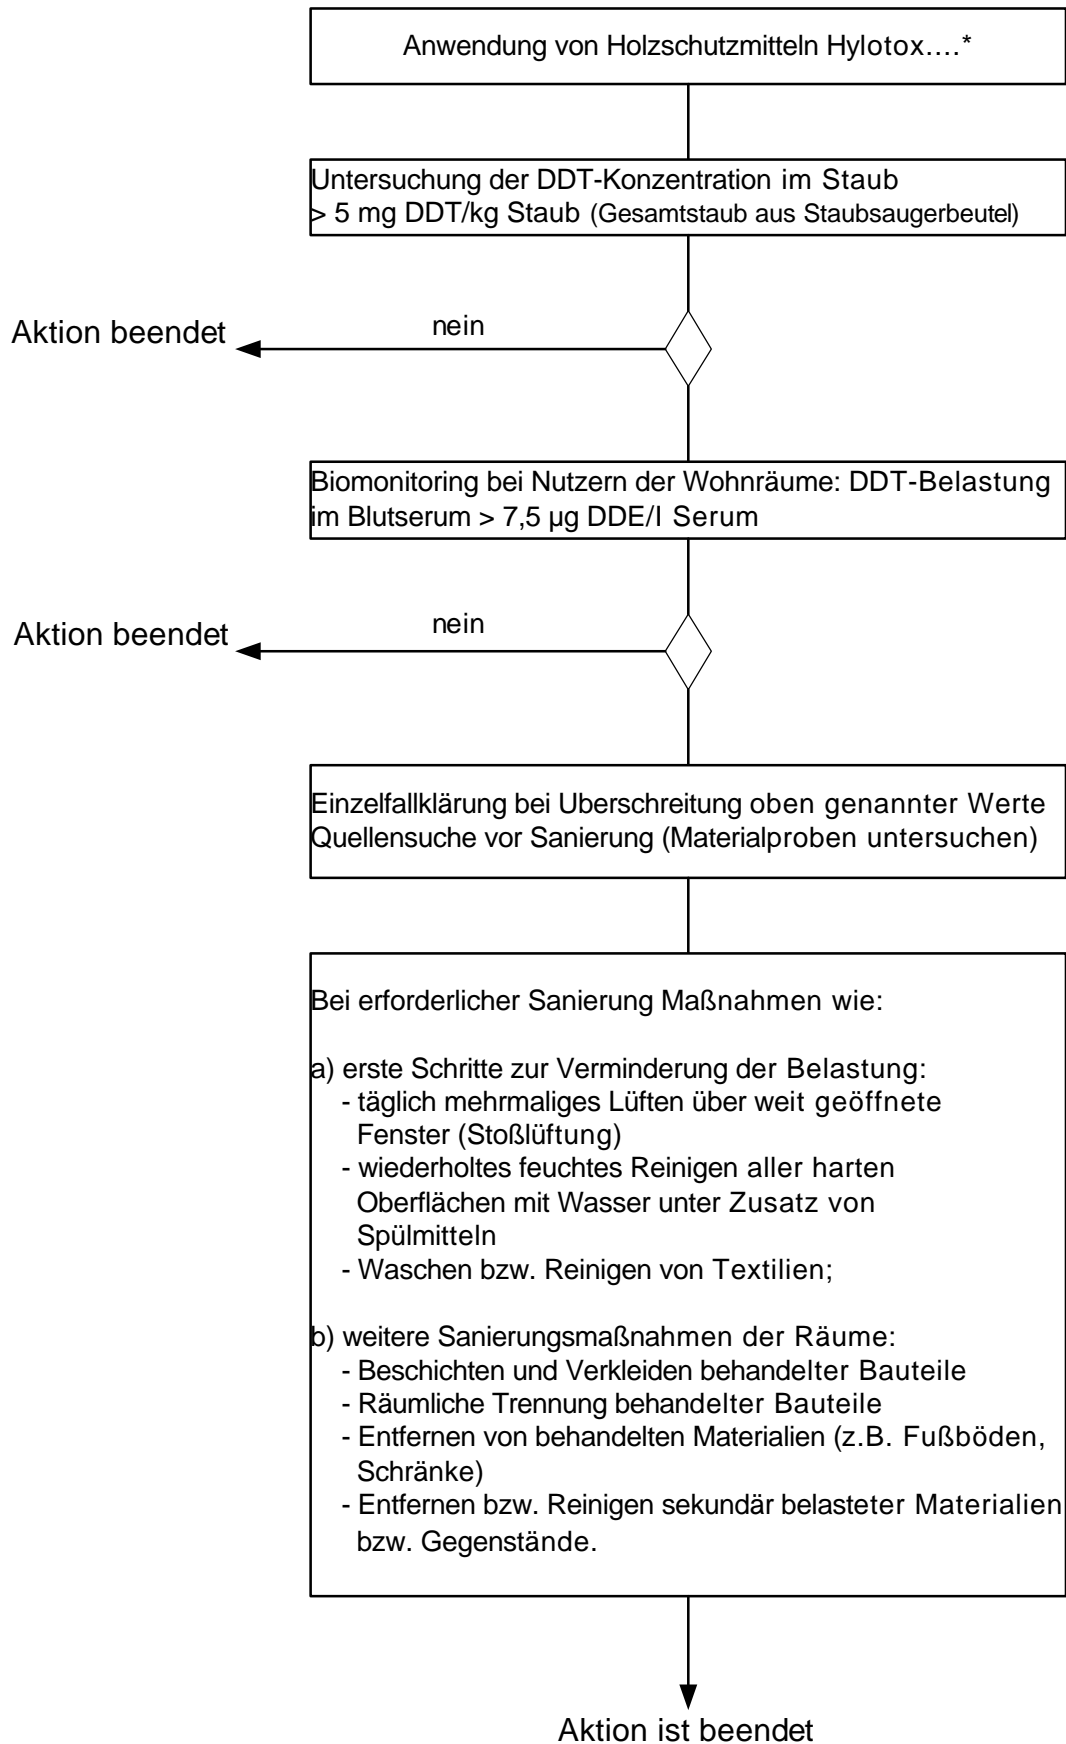 Anwendung von Holzschutzmitteln Hylotox....*
Untersuchung der DDT-Konzentration im Staub
> 5 mg DDT/kg Staub (Gesamtstaub aus Staubsaugerbeutel)
nein
Aktion beendet
Biomonitoring bei Nutzern der Wohnräume: DDT-Belastung
im Blutserum > 7,5 µg DDE/l Serum
nein
Aktion beendet
Einzelfallklärung bei Uberschreitung oben genannter Werte
Quellensuche vor Sanierung (Materialproben untersuchen)
Bei erforderlicher Sanierung Maßnahmen wie:
a) erste Schritte zur Verminderung der Belastung:
- täglich mehrmaliges Lüften über weit geöffnete
Fenster (Stoßlüftung)
- wiederholtes feuchtes Reinigen aller harten
Oberflächen mit Wasser unter Zusatz von
Spülmitteln
- Waschen bzw. Reinigen von Textilien;
b) weitere Sanierungsmaßnahmen der Räume:
- Beschichten und Verkleiden behandelter Bauteile
- Räumliche Trennung behandelter Bauteile
- Entfernen von behandelten Materialien (z.B. Fußböden,
Schränke)
- Entfernen bzw. Reinigen sekundär belasteter Materialien
bzw. Gegenstände.
Aktion ist beendet